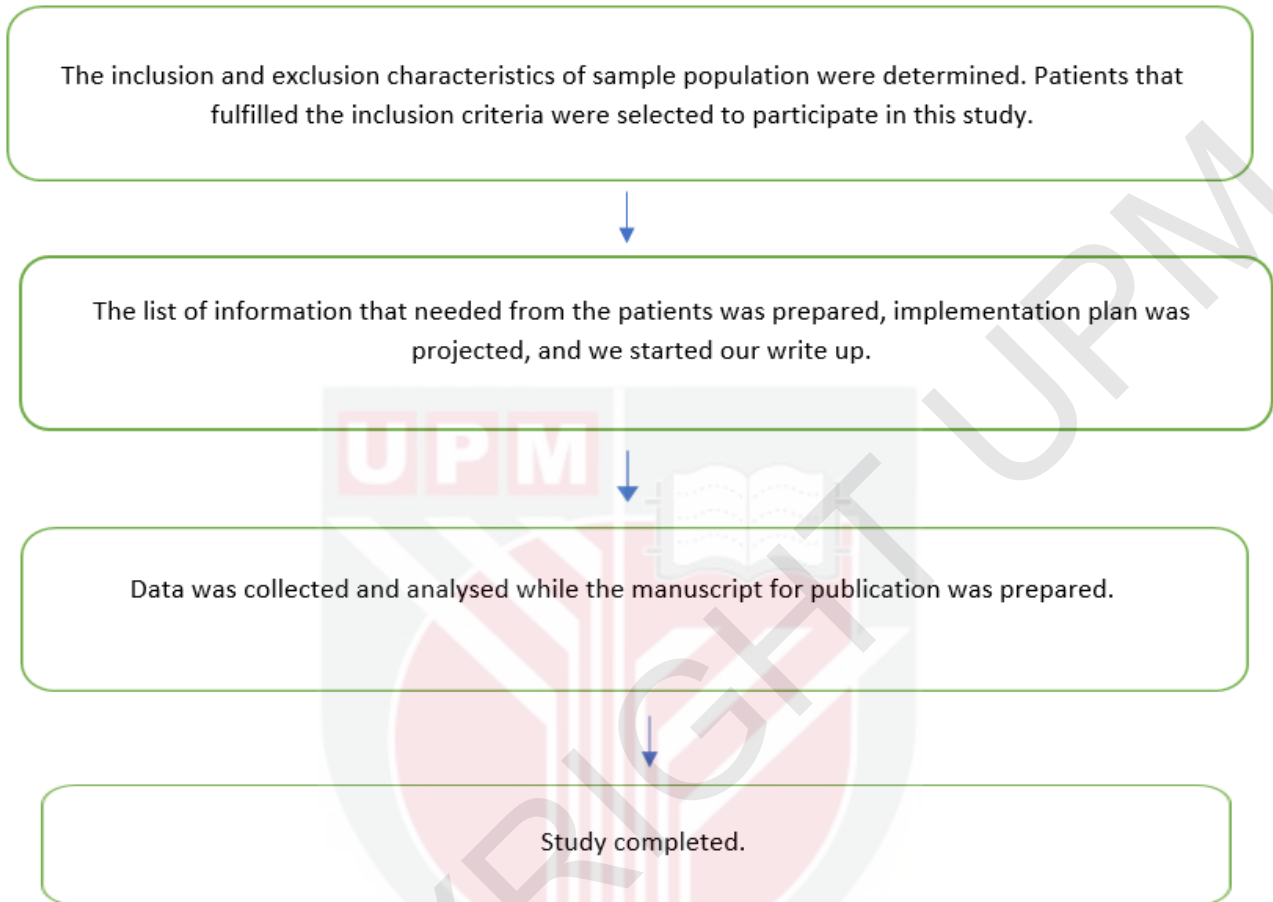 The inclusion and exclusion characteristics of sample population were determined. Patients that
fulfilled the inclusion criteria were selected to participate in this study.
The list of information that needed from the patients was prepared, implementation plan was
projected, and we started our write up.
UPM
Data was collected and analysed while the manuscript for publication was prepared.
Study completed.
RIGHT UPM